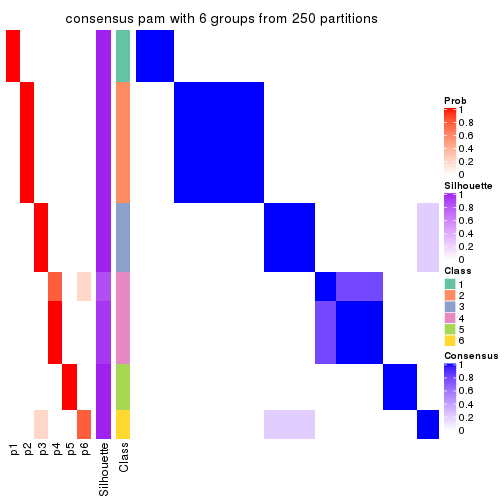 consensus pam with 6 groups from 250 partitions
Prob
1
0.8
0.6
0.4
0.2
0
Silhouette
1
0.8
0.6
0.4
0.2
0
Class
1
2
3
4
5
6
Consensus
1
0.8
0.6
0.4
0.2
0
p1
p2
p3
p4
p5
p6
Silhouette
Class